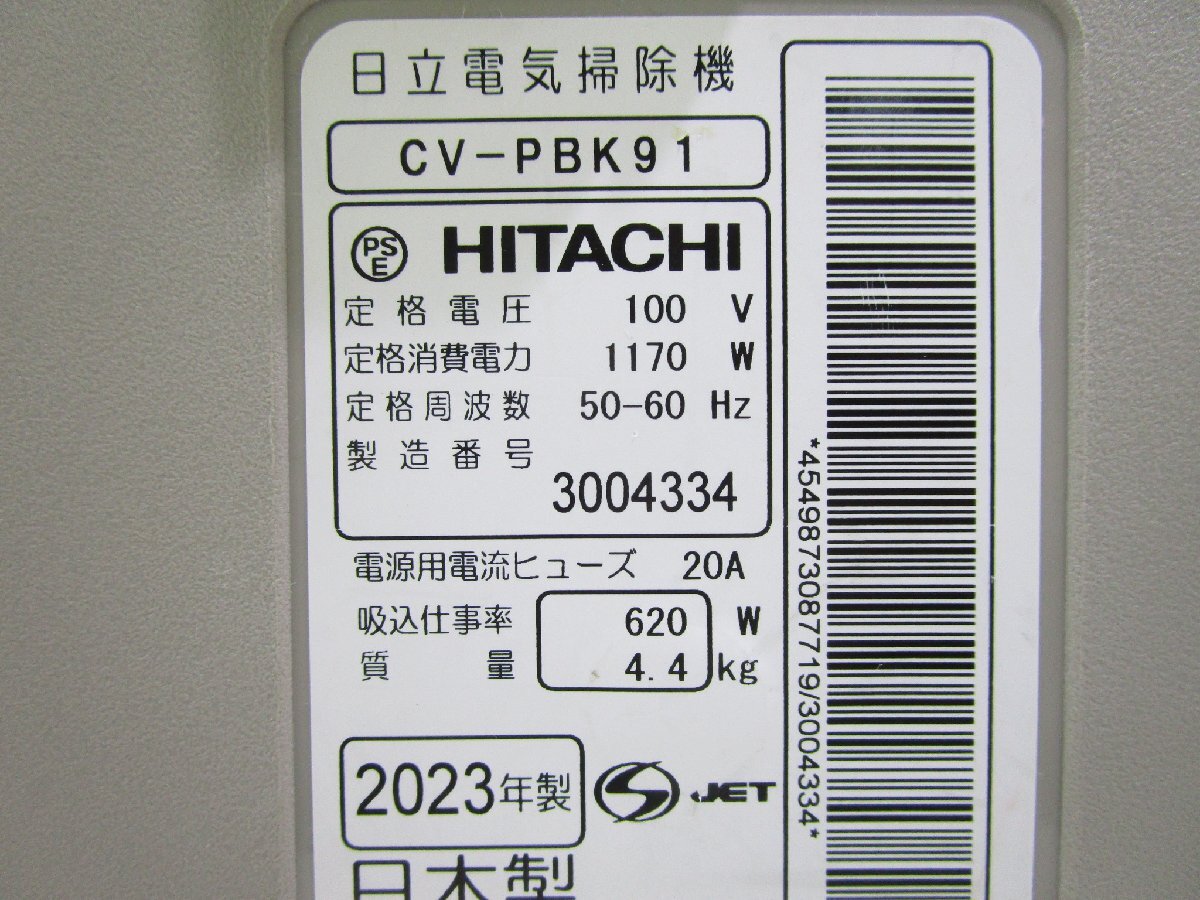 日立電気掃除機
CV-PBK91
PSE HITACHI
定格電圧 100 V
定格消費電力 1170 W
定格周波数 50-60 Hz
製造番号
3004334
電源用電流ヒューズ 20A
吸込仕事率 620 W
質量 4.4 kg
2023年製 S JET
日本製
*4549873087719/3004334*